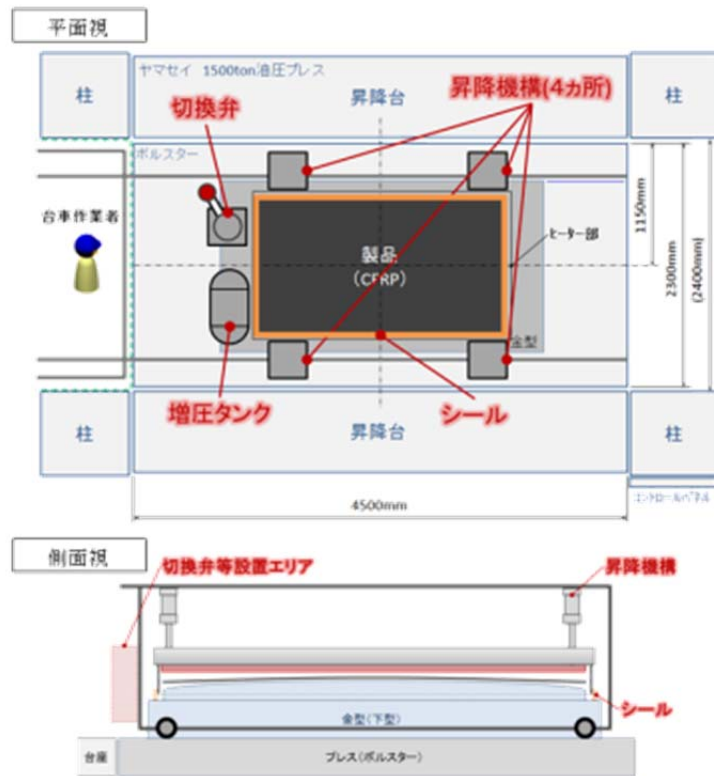 平面視
柱
ヤマセイ 1500ton油圧プレス
昇降台
昇降機構(4カ所)
柱
切換弁
ボルスター
台車作業者
製品
(CFRP)
ヒーター部
1150mm
2300mm
(2400mm)
金型
増圧タンク
シール
柱
昇降台
柱
コントロールパネル
4500mm
側面視
切換弁等設置エリア
昇降機構
シール
金型(下型)
台座
プレス(ボルスター)